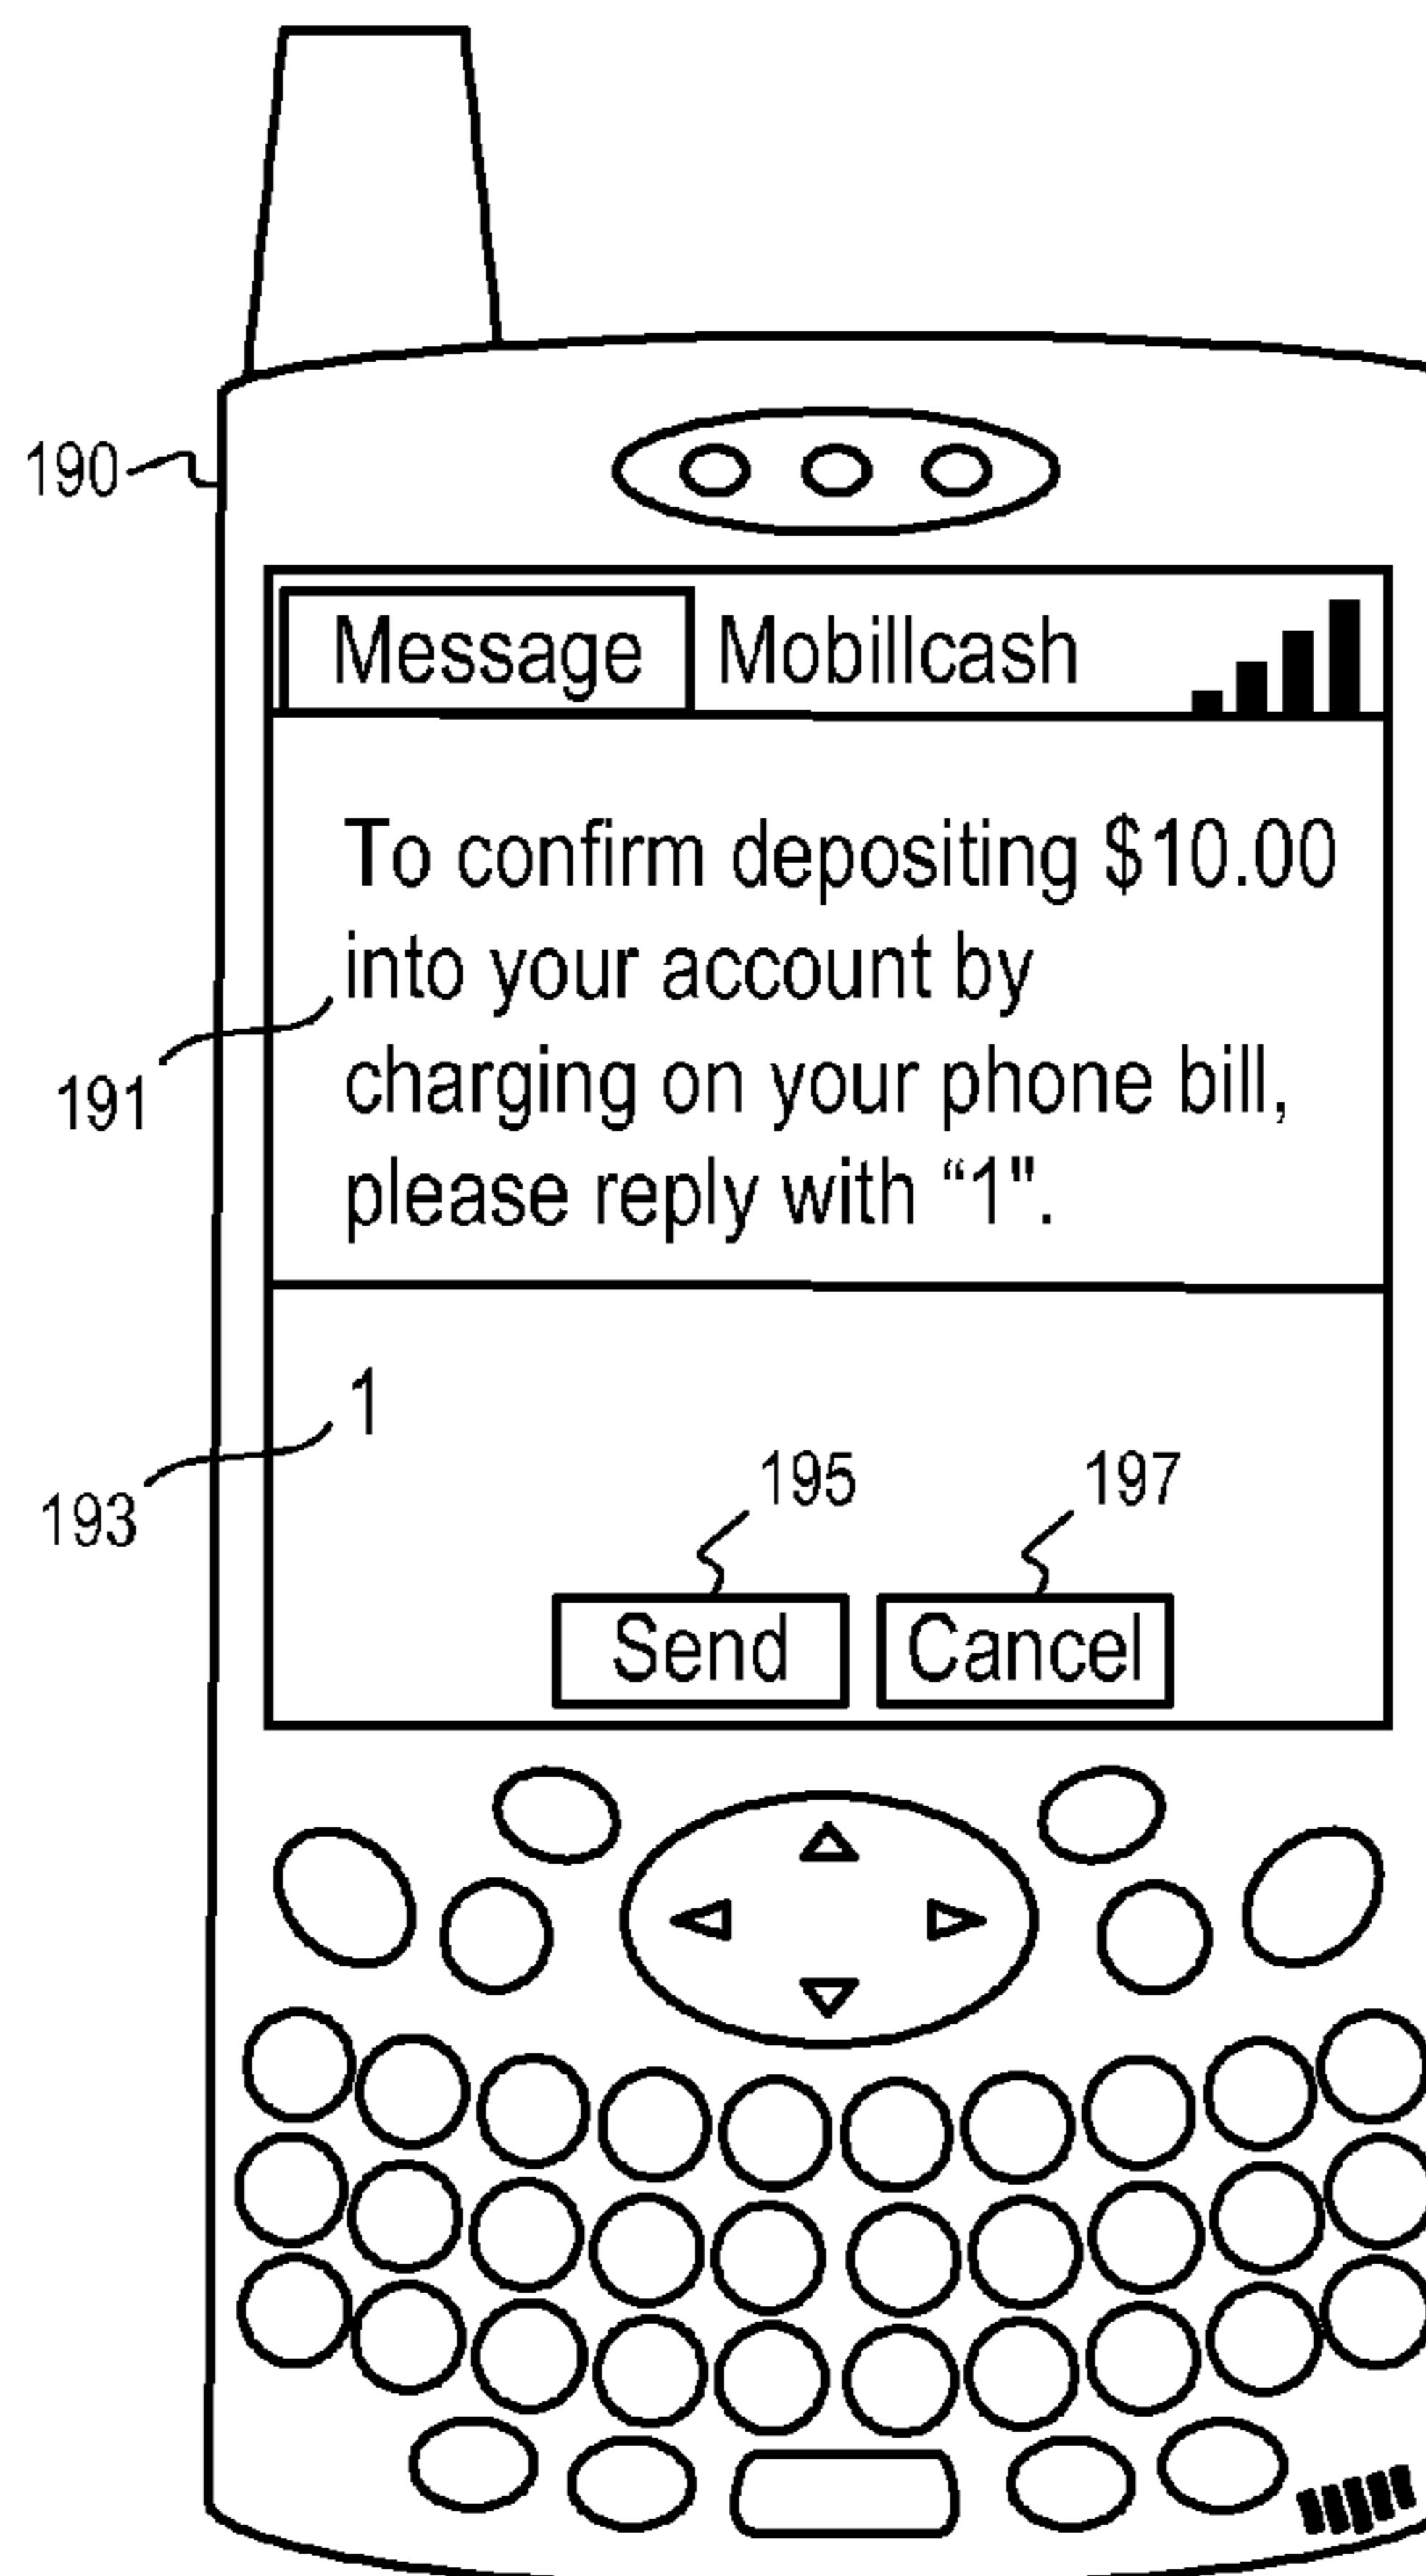 190
Message Mobillcash
To confirm depositing $10.00
into your account by
191
charging on your phone bill,
please reply with “1".
1
193
195 197
Send Cancel